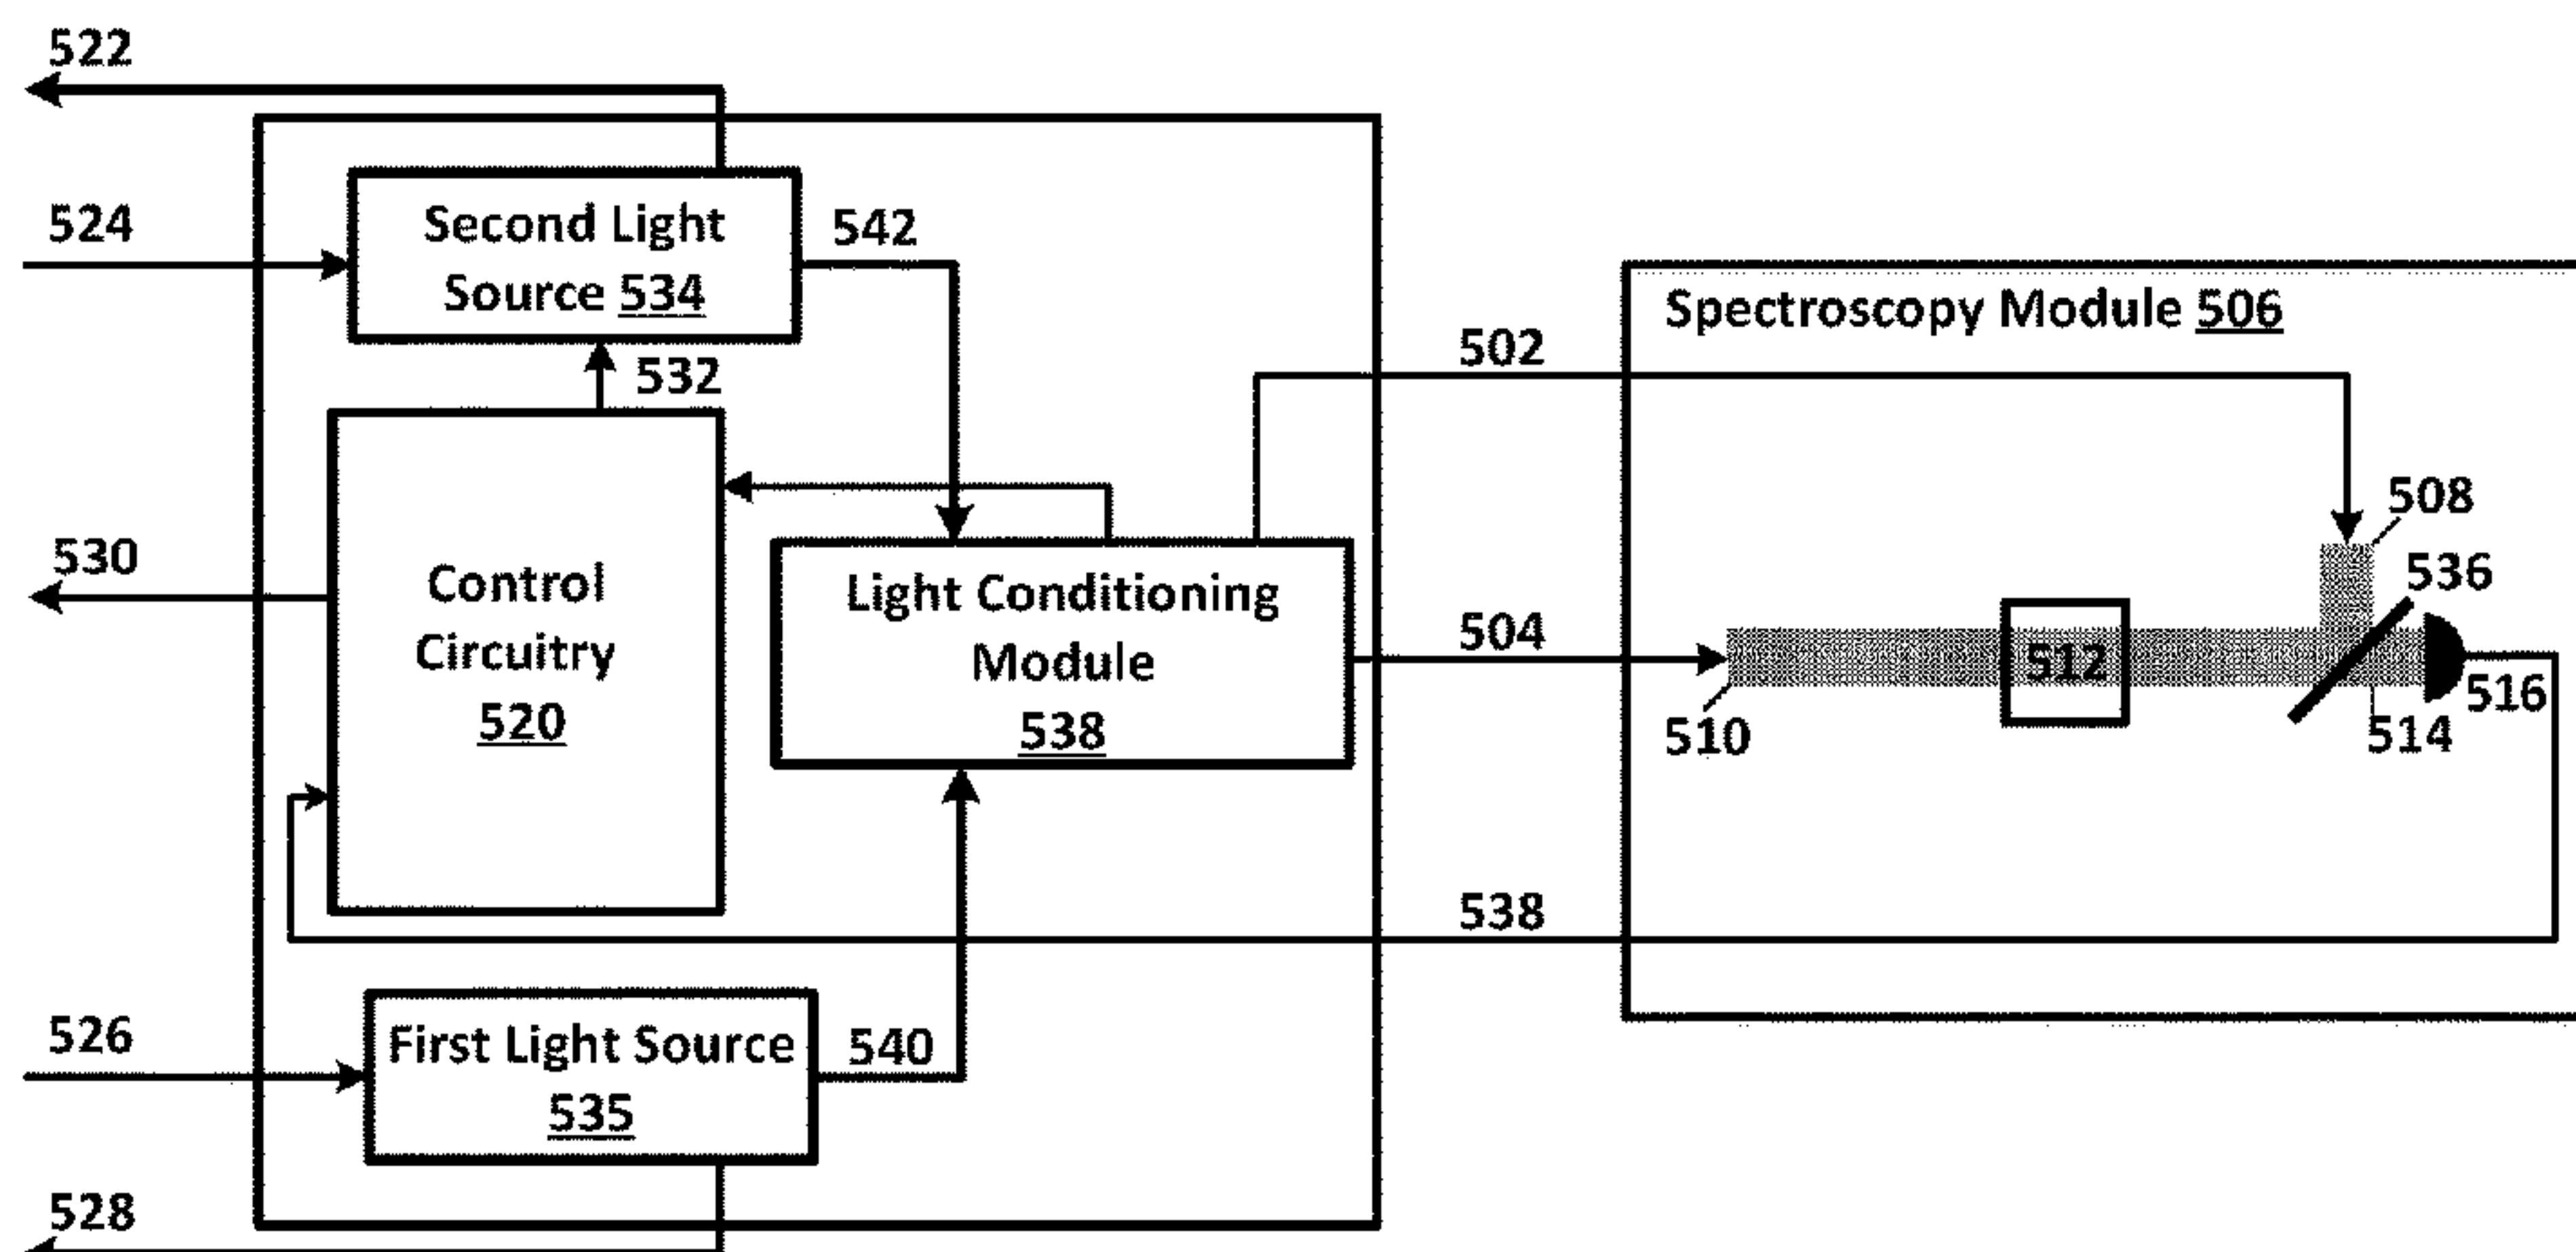 522
524
Second Light
Source 534
542
532
Spectroscopy Module 506
502
508
536
530
Control
Circuitry
520
Light Conditioning
Module
538
504
512
510
516
514
538
526
First Light Source
535
540
528